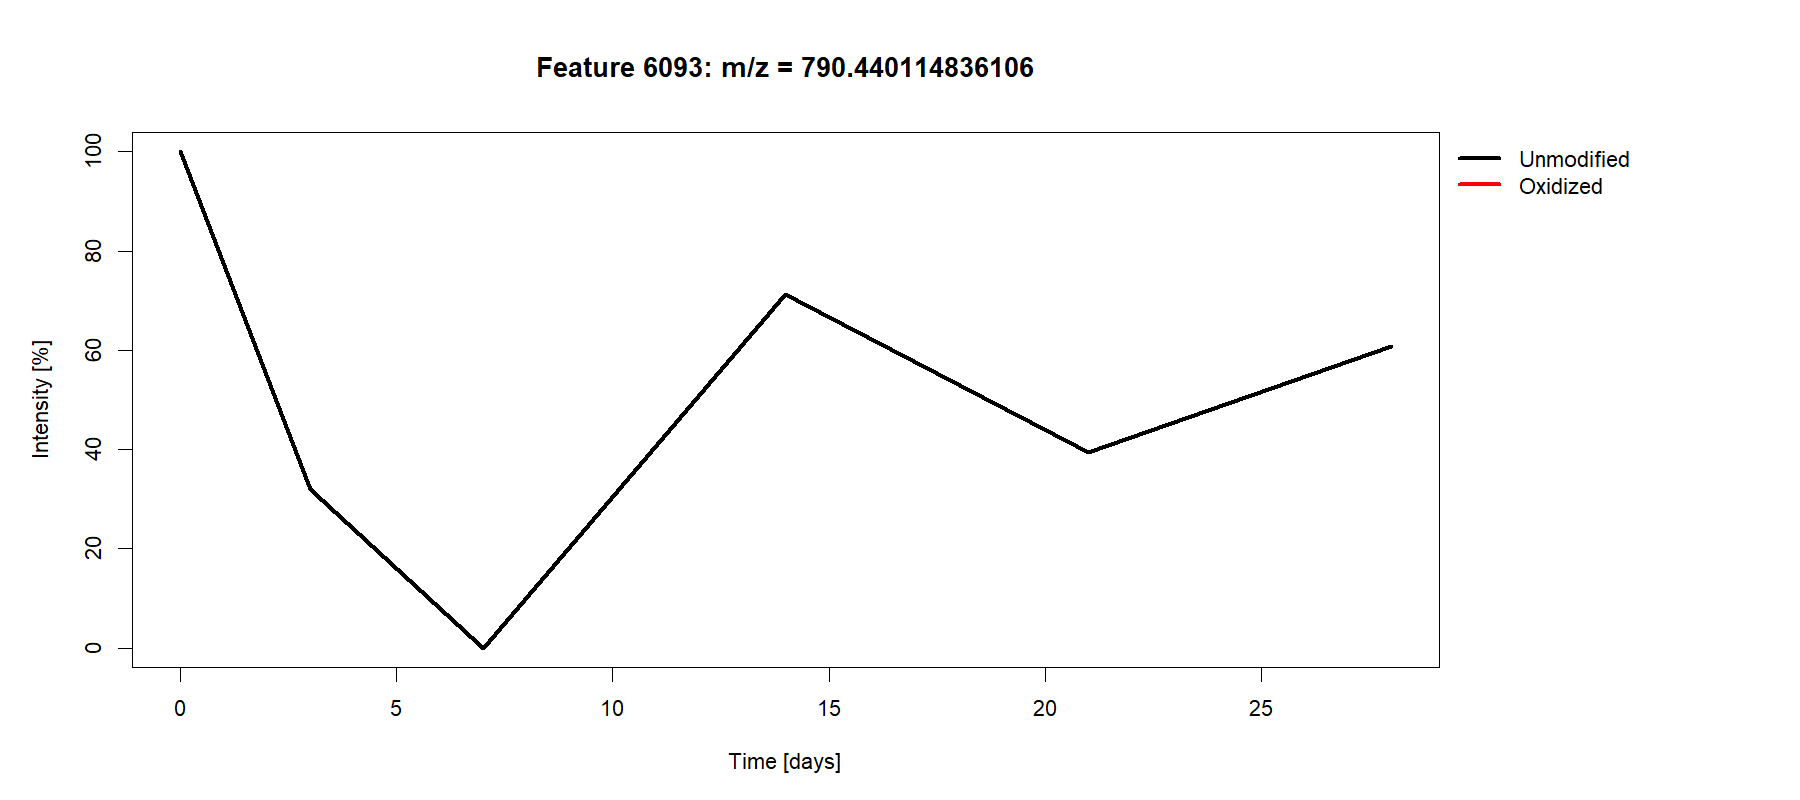 Feature 6093: m/z = 790.440114836106
Unmodified
Oxidized
Intensity [%]
100
80
60
40
20
0
0 5 10 15 20 25
Time [days]